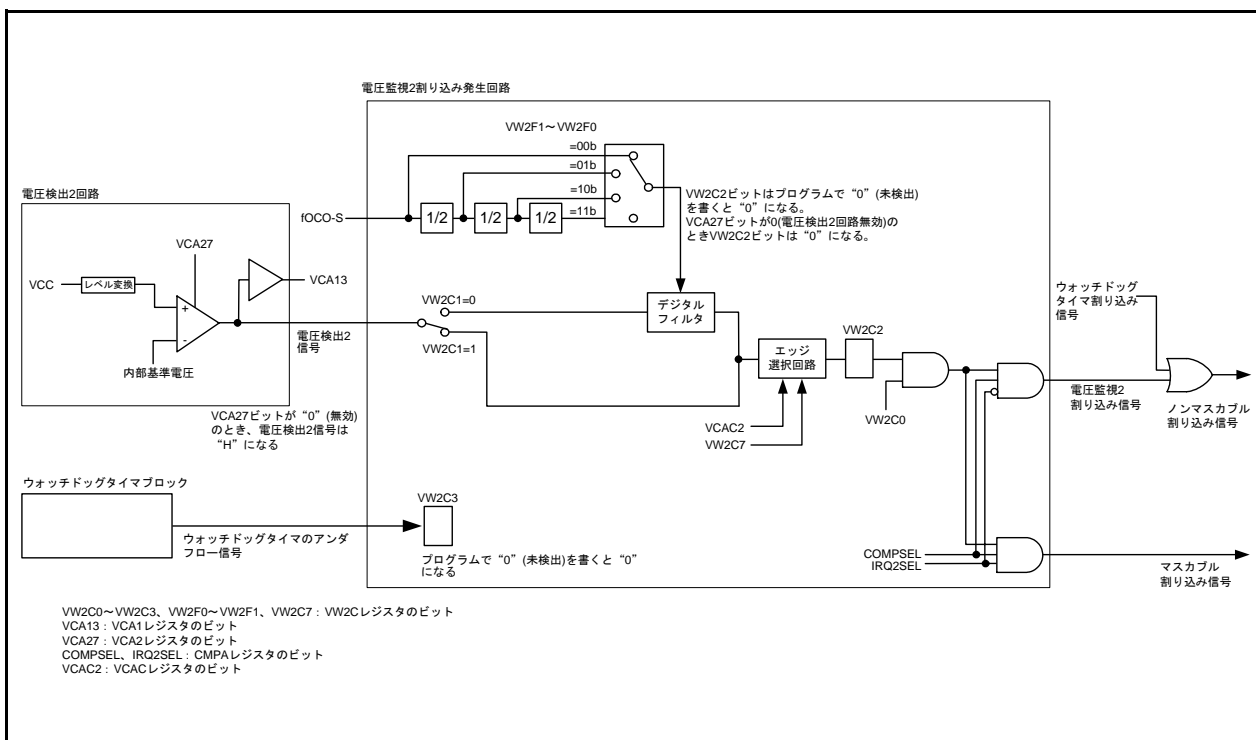 電圧監視2割り込み発生回路
VW2F1～VW2F0
=00b
=01b
=10b
=11b
fOCO-S
1/2
1/2
1/2
VW2C2ビットはプログラムで“0”(未検出)
を書くと“0”になる。
VCA27ビットが0(電圧検出2回路無効)の
ときVW2C2ビットは“0”になる。
電圧検出2回路
VCA27
VCC
レベル変換
+
-
内部基準電圧
VCA13
電圧検出2
信号
VCA27ビットが“0”(無効)
のとき、電圧検出2信号は
“H”になる
VW2C1=0
VW2C1=1
デジタル
フィルタ
エッジ
選択回路
VW2C2
VCAC2
VW2C7
VW2C0
ウォッチドッグ
タイマ割り込み
信号
電圧監視2
割り込み信号
ノンマスカブル
割り込み信号
ウォッチドッグタイマブロック
ウォッチドッグタイマのアンダ
フロー信号
VW2C3
プログラムで“0”(未検出)を書くと“0”
になる
COMPSEL
IRQ2SEL
マスカブル
割り込み信号
VW2C0～VW2C3、VW2F0～VW2F1、VW2C7：VW2Cレジスタのビット
VCA13：VCA1レジスタのビット
VCA27：VCA2レジスタのビット
COMPSEL、IRQ2SEL：CMPAレジスタのビット
VCAC2：VCACレジスタのビット